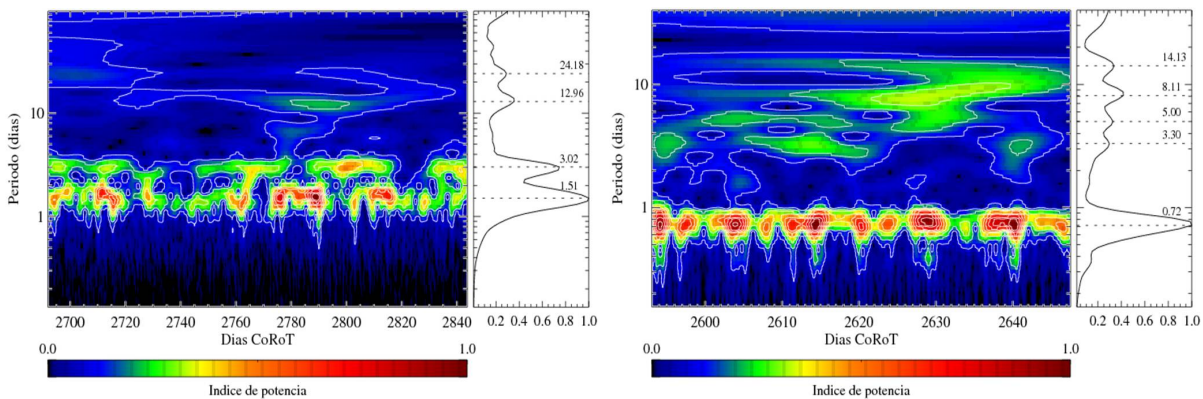 Periodo (dias)
10
1
24.18
12.96
3.02
1.51
2700 2720 2740 2760 2780 2800 2820 2840
0.2 0.4 0.6 0.8 1.0
Dias CoRoT
0.0 1.0
Indice de potencia
Periodo (dias)
10
1
14.13
8.11
5.00
3.30
0.72
2600 2610 2620 2630 2640
0.2 0.4 0.6 0.8 1.0
Dias CoRoT
0.0 1.0
Indice de potencia